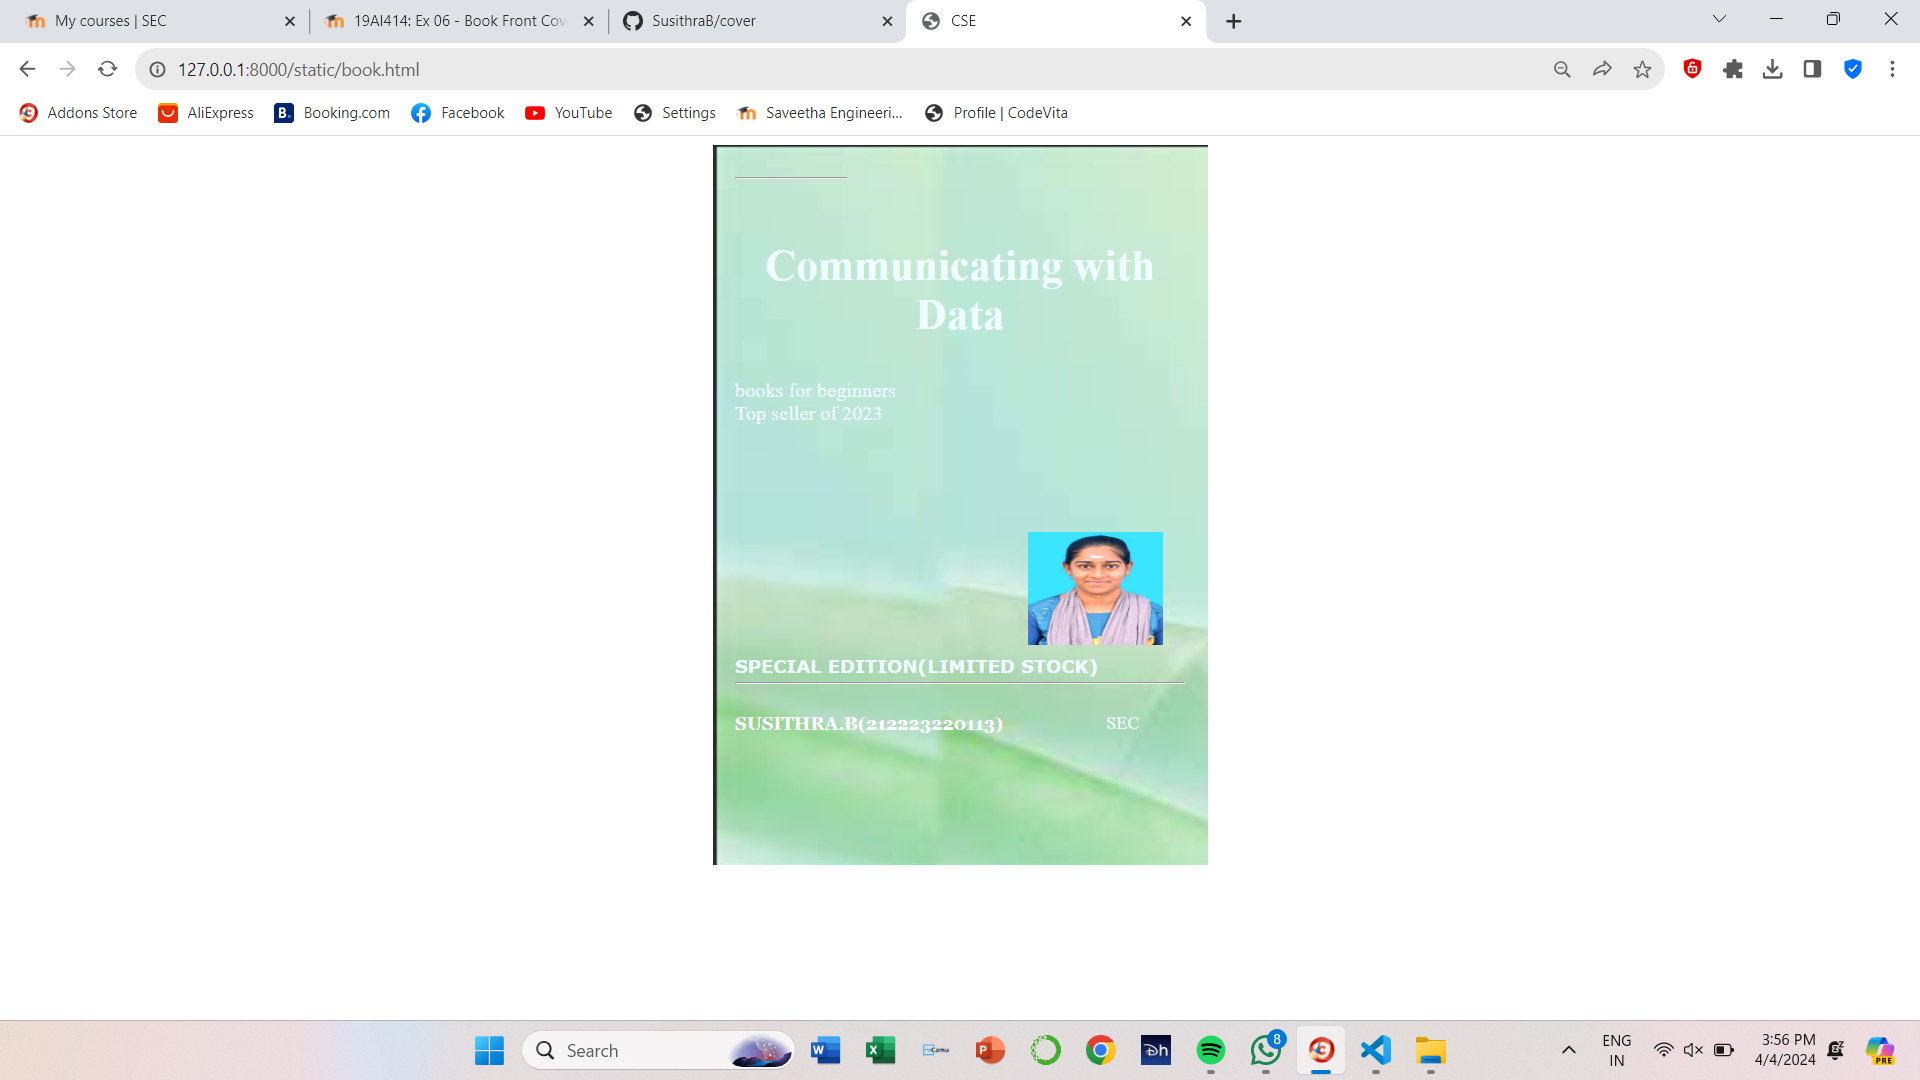 My courses | SEC
19AI414: Ex 06 - Book Front Cov
SusithraB/cover
CSE
127.0.0.1:8000/static/book.html
Addons Store
AliExpress
B.
Booking.com
Facebook
YouTube
Settings
Saveetha Engineeri...
Profile | CodeVita
Communicating with
Data
books for beginners
Top seller of 2023
SPECIAL EDITION(LIMITED STOCK)
SUSITHRA.B(212223220113)
SEC
Search
W
X
Camu
P
Dh
8
ENG
IN
3:56 PM
4/4/2024
PRE